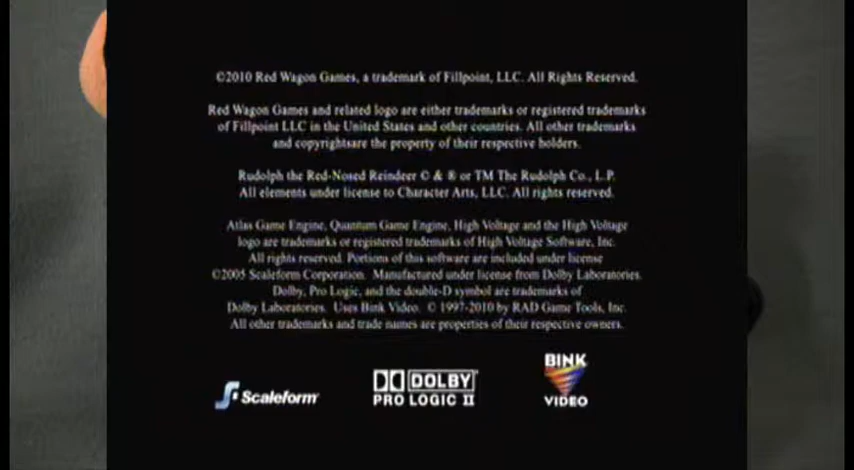 ©2010 Red Wagon Games, a trademark of Fillpoint, LLC. All Rights Reserved.
Red Wagon Games and related logo are either trademarks or registered trademarks
of Fillpoint LLC in the United States and other countries. All other trademarks
and copyrightsare the property of their respective holders.
Rudolph the Red-Nosed Reindeer © & ® or TM The Rudolph Co., L.P.
All elements under license to Character Arts, LLC. All rights reserved.
Atlas Game Engine, Quantum Game Engine, High Voltage and the High Voltage
logo are trademarks or registered trademarks of High Voltage Software, Inc.
All rights reserved. Portions of this software are included under license
©2005 Scaleform Corporation. Manufactured under license from Dolby Laboratories.
Dolby, Pro Logic, and the double-D symbol are trademarks of
Dolby Laboratories. Uses Bink Video. © 1997-2010 by RAD Game Tools, Inc.
All other trademarks and trade names are properties of their respective owners.
Scaleform
DOLBY
PRO LOGIC II
BINK
VIDEO